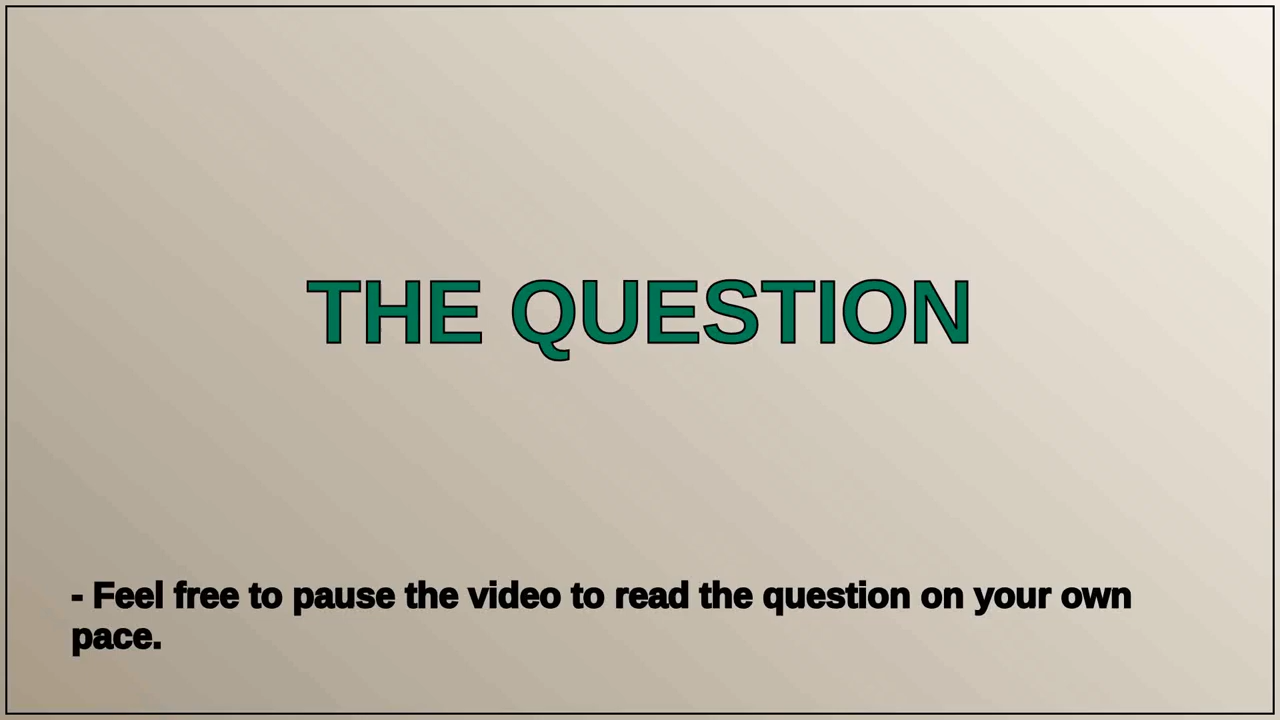 THE QUESTION
- Feel free to pause the video to read the question on your own
pace.